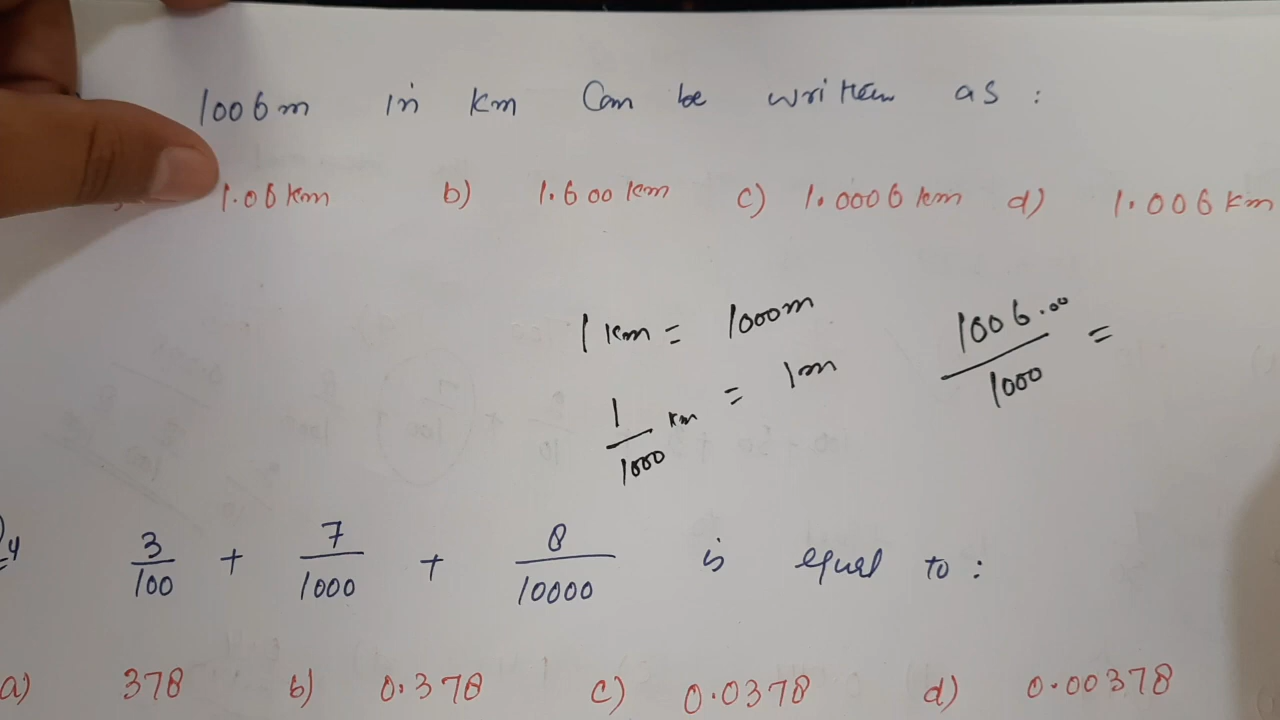 1006m in km Can be written as :
1.06 km b) 1.600 km c) 1.0006 km d) 1.006 km
1 km = 1000m
1/1000 km = 1m
1006.00/1000 =
3/100 + 7/1000 + 8/10000 is equal to :
a) 378 b) 0.378 c) 0.0378 d) 0.00378